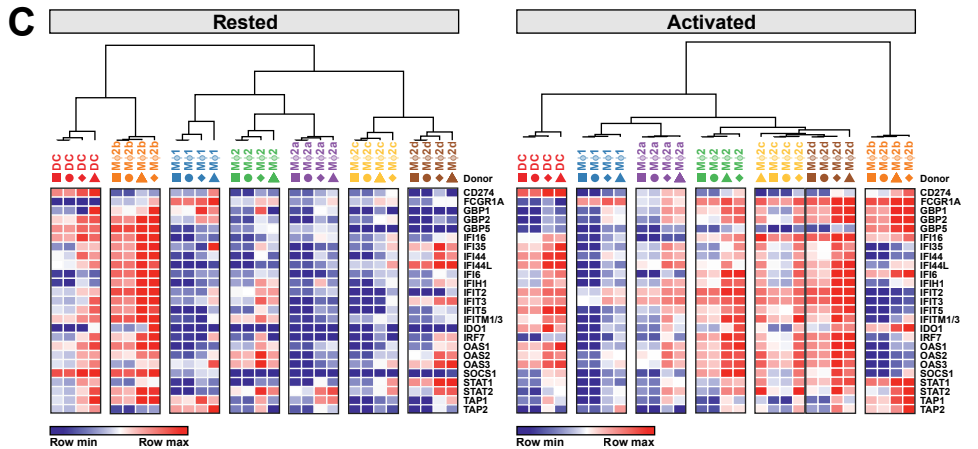 C
Rested
Activated
DC DC DC DC
Mϕ2b Mϕ2b Mϕ2b Mϕ2b
Mϕ1 Mϕ1 Mϕ1 Mϕ1
Mϕ2 Mϕ2 Mϕ2 Mϕ2
Mϕ2a Mϕ2a Mϕ2a Mϕ2a
Mϕ2c Mϕ2c Mϕ2c Mϕ2c
Mϕ2d Mϕ2d Mϕ2d Mϕ2d
Donor
CD274
FCGR1A
GBP1
GBP2
GBP5
IFI16
IFI35
IFI44
IFI44L
IFI6
IFIH1
IFIT2
IFIT3
IFIT5
IFITM1/3
IDO1
IRF7
OAS1
OAS2
OAS3
SOCS1
STAT1
STAT2
TAP1
TAP2
Row min Row max
DC DC DC DC
Mϕ1 Mϕ1 Mϕ1 Mϕ1
Mϕ2a Mϕ2a Mϕ2a Mϕ2a
Mϕ2 Mϕ2 Mϕ2 Mϕ2
Mϕ2c Mϕ2c Mϕ2c Mϕ2c
Mϕ2d Mϕ2d Mϕ2d Mϕ2d
Mϕ2b Mϕ2b Mϕ2b Mϕ2b
Donor
CD274
FCGR1A
GBP1
GBP2
GBP5
IFI16
IFI35
IFI44
IFI44L
IFI6
IFIH1
IFIT2
IFIT3
IFIT5
IFITM1/3
IDO1
IRF7
OAS1
OAS2
OAS3
SOCS1
STAT1
STAT2
TAP1
TAP2
Row min Row max